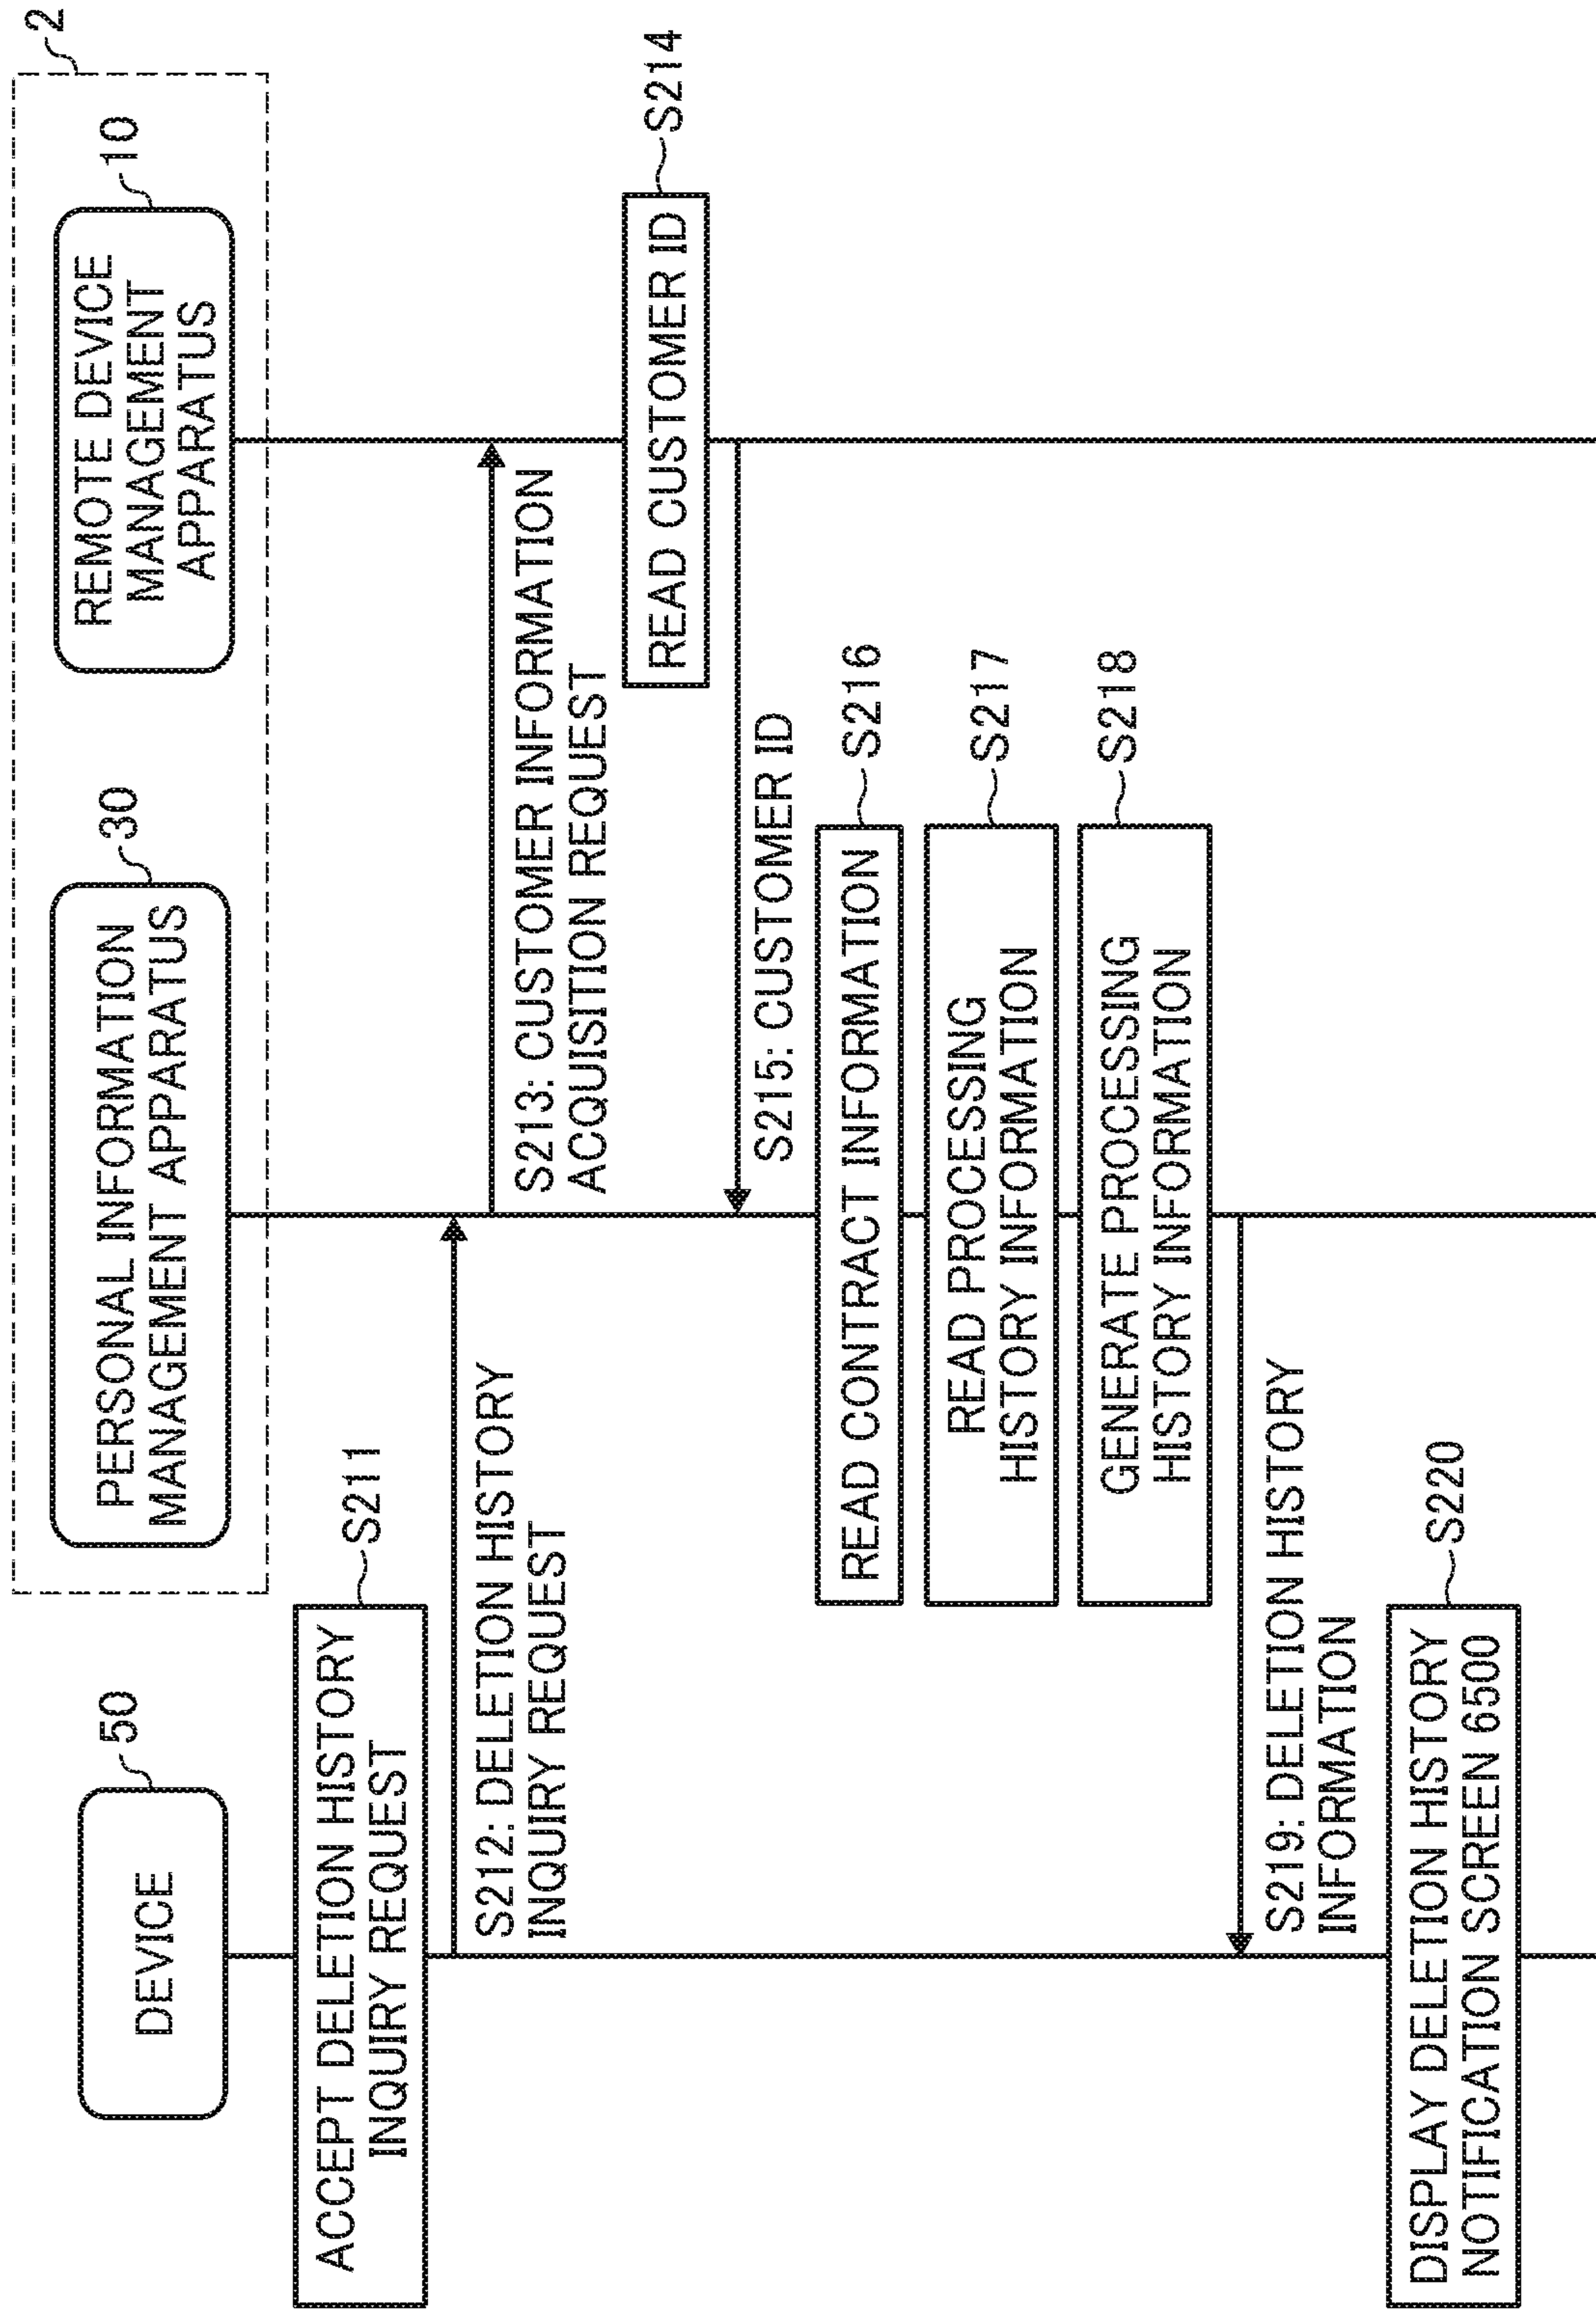 2
50
30
10
DEVICE
PERSONAL INFORMATION
MANAGEMENT APPARATUS
REMOTE DEVICE
MANAGEMENT
APPARATUS
S211
ACCEPT DELETION HISTORY
INQUIRY REQUEST
S212: DELETION HISTORY
INQUIRY REQUEST
S213: CUSTOMER INFORMATION
ACQUISITION REQUEST
S214
READ CUSTOMER ID
S215: CUSTOMER ID
S216
READ CONTRACT INFORMATION
S217
READ PROCESSING
HISTORY INFORMATION
S218
GENERATE PROCESSING
HISTORY INFORMATION
S219: DELETION HISTORY
INFORMATION
S220
DISPLAY DELETION HISTORY
NOTIFICATION SCREEN 6500